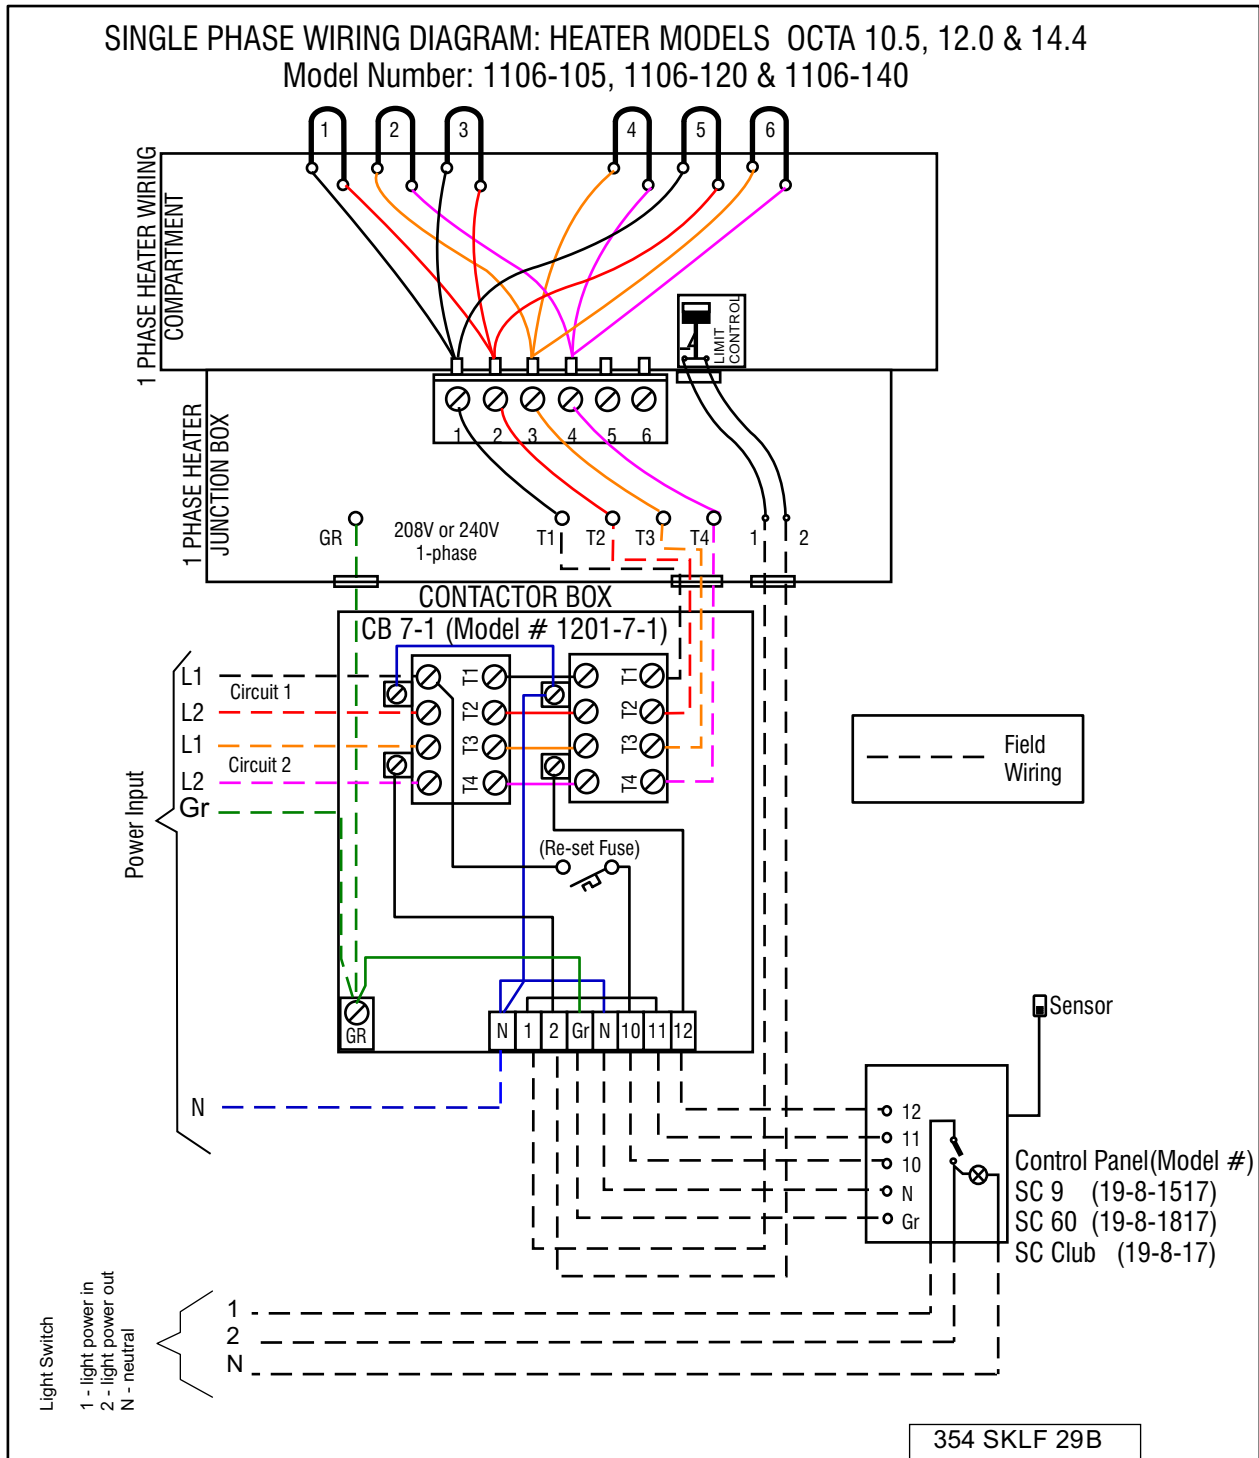 SINGLE PHASE WIRING DIAGRAM: HEATER MODELS OCTA 10.5, 12.0 & 14.4
Model Number: 1106-105, 1106-120 & 1106-140
1 2 3 4 5 6
1 PHASE HEATER WIRING
COMPARTMENT
LIMIT
CONTROL
1 2 3 4 5 6
1 PHASE HEATER
JUNCTION BOX
GR
208V or 240V
1-phase
T1 T2 T3 T4 1 2
CONTACTOR BOX
CB 7-1 (Model # 1201-7-1)
Power Input
L1
Circuit 1
L2
L1
Circuit 2
L2
Gr
T1 T1
T2 T2
T3 T3
T4 T4
Field
Wiring
(Re-set Fuse)
GR
N 1 2 Gr N 10 11 12
N
Sensor
12
11
10
N
Gr
Control Panel(Model #)
SC 9 (19-8-1517)
SC 60 (19-8-1817)
SC Club (19-8-17)
Light Switch
1 - light power in
2 - light power out
N - neutral
1
2
N
354 SKLF 29B